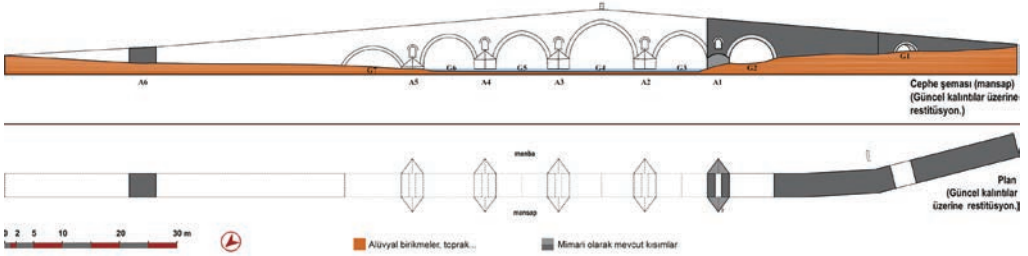 G7 G6 G5 G4 G3 G2 G1
A6 A5 A4 A3 A2 A1
Cephe şeması (mansap)
(Güncel kalıntılar üzerine
restitüsyon.)
manba
mansap
Plan
(Güncel kalıntılar
üzerine restitüsyon.)
0 2 5 10 20 30 m
Alüvyal birikmeler, toprak...
Mimari olarak mevcut kısımlar